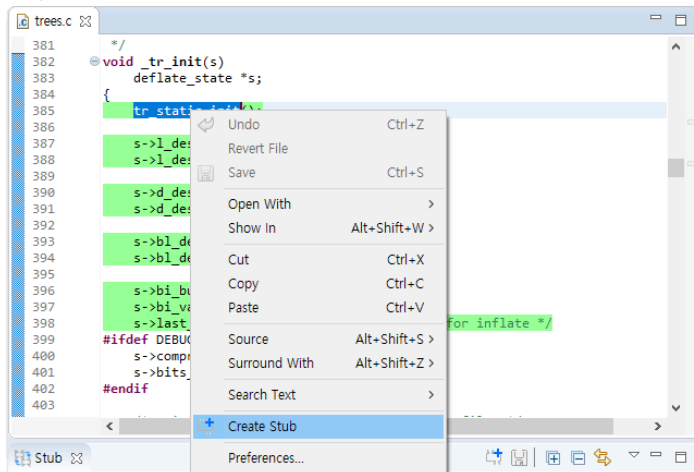 trees.c
381 */
382 void _tr_init(s)
383 deflate_state *s;
384 {
385 tr_static_init();
386
387 s->l_des
388 s->l_des
389
390 s->d_des
391 s->d_des
392
393 s->bl_de
394 s->bl_de
395
396 s->bi_bu
397 s->bi_va
398 s->last_ for inflate */
399 #ifdef DEBUG
400 s->compr
401 s->bits_
402 #endif
403
Undo Ctrl+Z
Revert File
Save Ctrl+S
Open With >
Show In Alt+Shift+W >
Cut Ctrl+X
Copy Ctrl+C
Paste Ctrl+V
Source Alt+Shift+S >
Surround With Alt+Shift+Z >
Search Text >
Create Stub
Preferences...
Stub